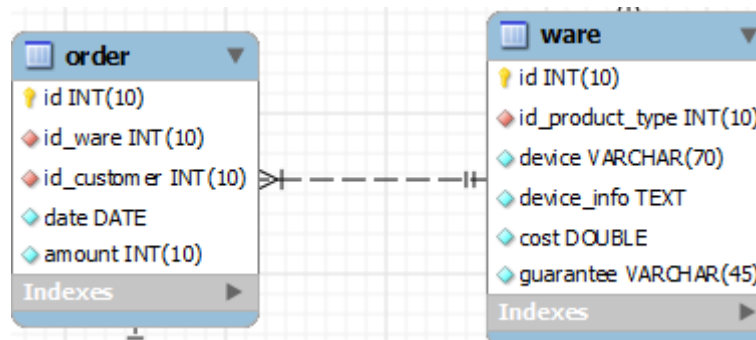 order
id INT(10)
id_ware INT(10)
id_customer INT(10)
date DATE
amount INT(10)
Indexes
ware
id INT(10)
id_product_type INT(10)
device VARCHAR(70)
device_info TEXT
cost DOUBLE
guarantee VARCHAR(45)
Indexes